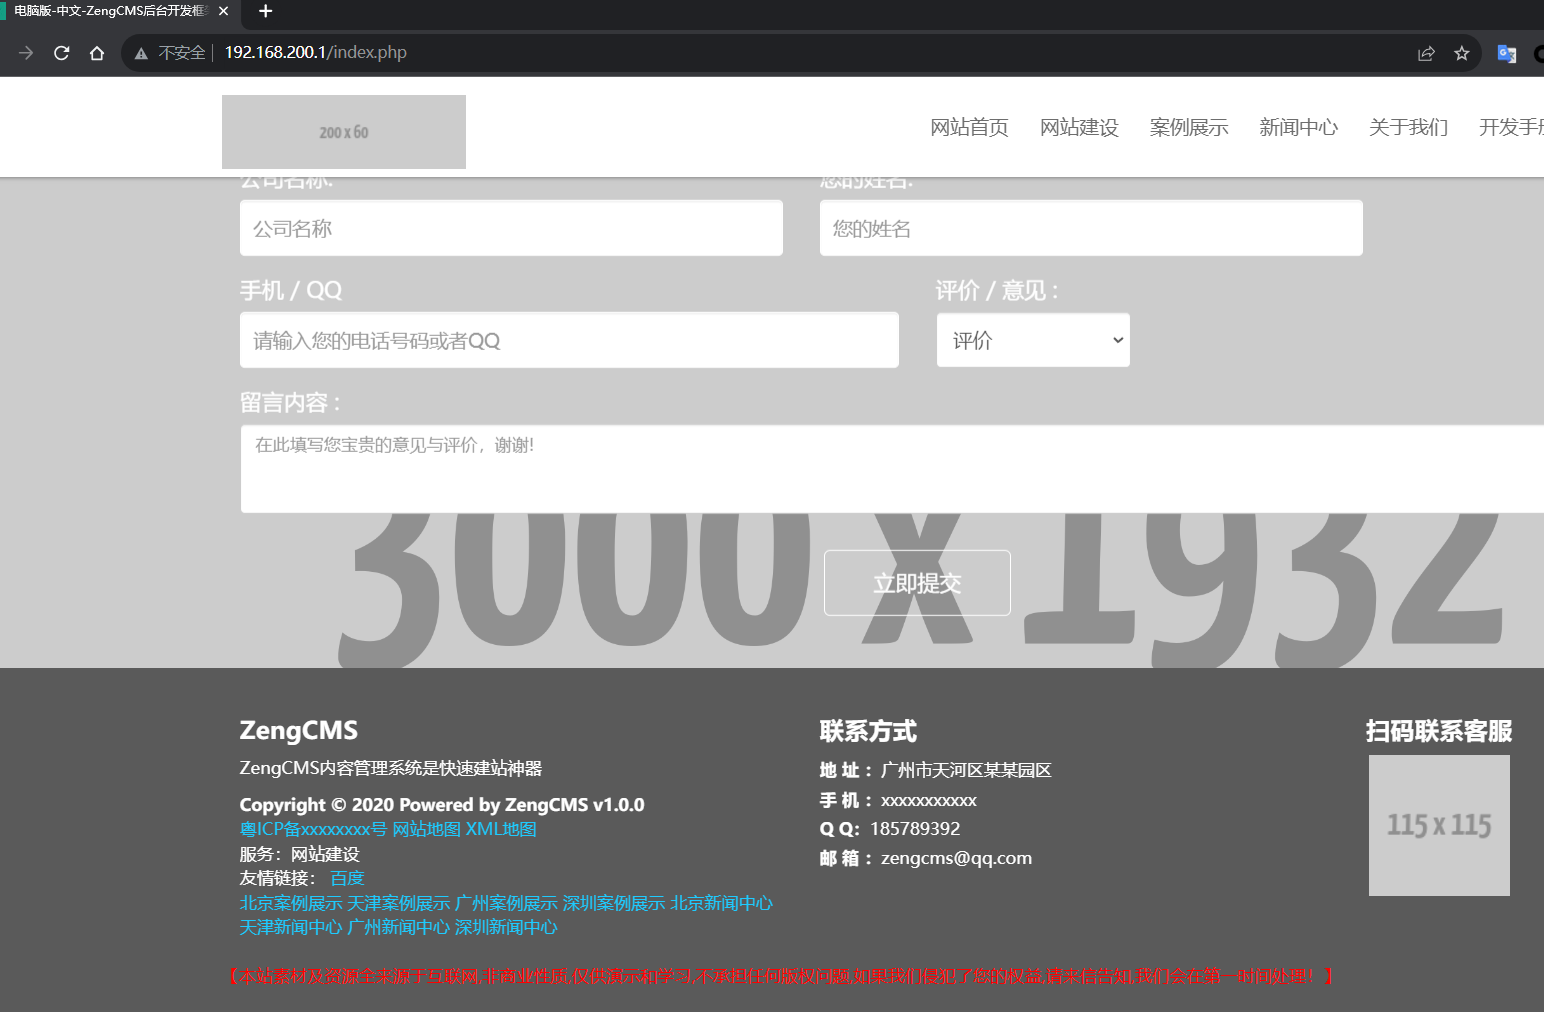 电脑版-中文-ZengCMS后台开发框
不安全 192.168.200.1/index.php
200 x 60
网站首页 网站建设 案例展示 新闻中心 关于我们 开发手册
公司名称: 您的姓名:
公司名称 您的姓名
手机 / QQ 评价 / 意见 :
请输入您的电话号码或者QQ 评价
留言内容 :
在此填写您宝贵的意见与评价，谢谢!
3000 x 1932
立即提交
ZengCMS
ZengCMS内容管理系统是快速建站神器
Copyright © 2020 Powered by ZengCMS v1.0.0
粤ICP备xxxxxxxx号 网站地图 XML地图
服务：网站建设
友情链接： 百度
北京案例展示 天津案例展示 广州案例展示 深圳案例展示 北京新闻中心
天津新闻中心 广州新闻中心 深圳新闻中心
联系方式
地 址 ：广州市天河区某某园区
手 机 ：xxxxxxxxxxx
Q Q：185789392
邮 箱 ：zengcms@qq.com
扫码联系客服
115 x 115
【本站素材及资源全来源于互联网,非商业性质,仅供演示和学习,不承担任何版权问题,如果我们侵犯了您的权益,请来信告知,我们会在第一时间处理！】